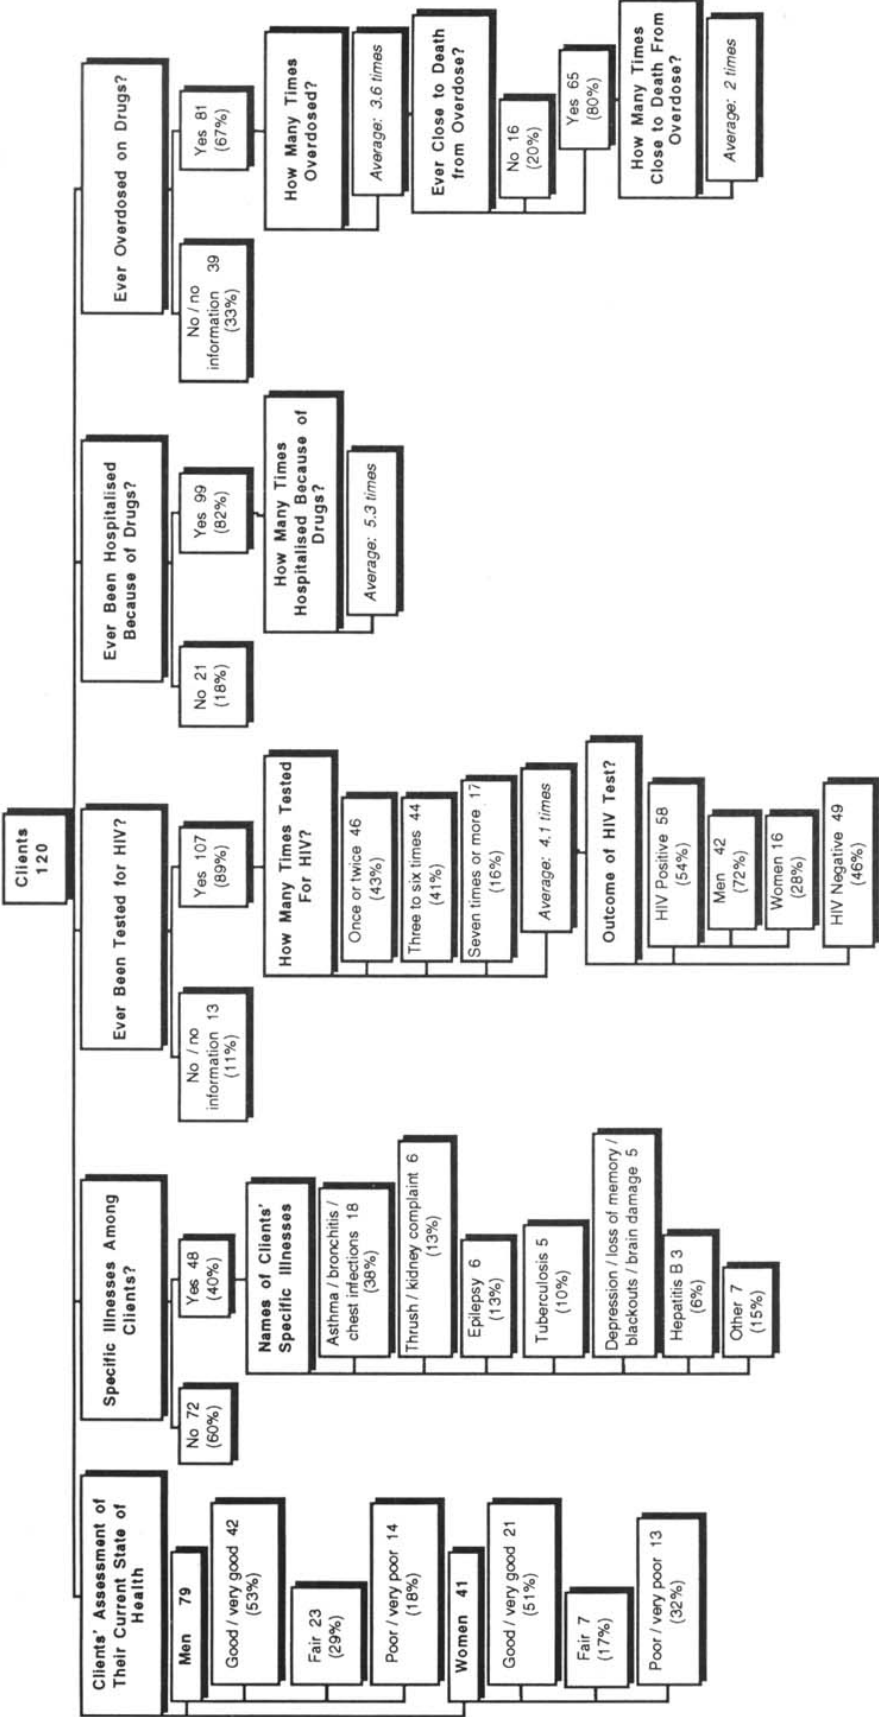 Clients
120
Clients' Assessment of
Their Current State of
Health
Men 79
Good / very good 42
(53%)
Fair 23
(29%)
Poor / very poor 14
(18%)
Women 41
Good / very good 21
(51%)
Fair 7
(17%)
Poor / very poor 13
(32%)
Specific Illnesses Among
Clients?
No 72
(60%)
Yes 48
(40%)
Names of Clients'
Specific Illnesses
Asthma / bronchitis /
chest infections 18
(38%)
Thrush / kidney complaint 6
(13%)
Epilepsy 6
(13%)
Tuberculosis 5
(10%)
Depression / loss of memory /
blackouts / brain damage 5
Hepatitis B 3
(6%)
Other 7
(15%)
Ever Been Tested for HIV?
No / no
information 13
(11%)
Yes 107
(89%)
How Many Times Tested
For HIV?
Once or twice 46
(43%)
Three to six times 44
(41%)
Seven times or more 17
(16%)
Average: 4.1 times
Outcome of HIV Test?
HIV Positive 58
(54%)
Men 42
(72%)
Women 16
(28%)
HIV Negative 49
(46%)
Ever Been Hospitalised
Because of Drugs?
No 21
(18%)
Yes 99
(82%)
How Many Times
Hospitalised Because of
Drugs?
Average: 5.3 times
Ever Overdosed on Drugs?
No / no
information 39
(33%)
Yes 81
(67%)
How Many Times
Overdosed?
Average: 3.6 times
Ever Close to Death
from Overdose?
No 16
(20%)
Yes 65
(80%)
How Many Times
Close to Death From
Overdose?
Average: 2 times